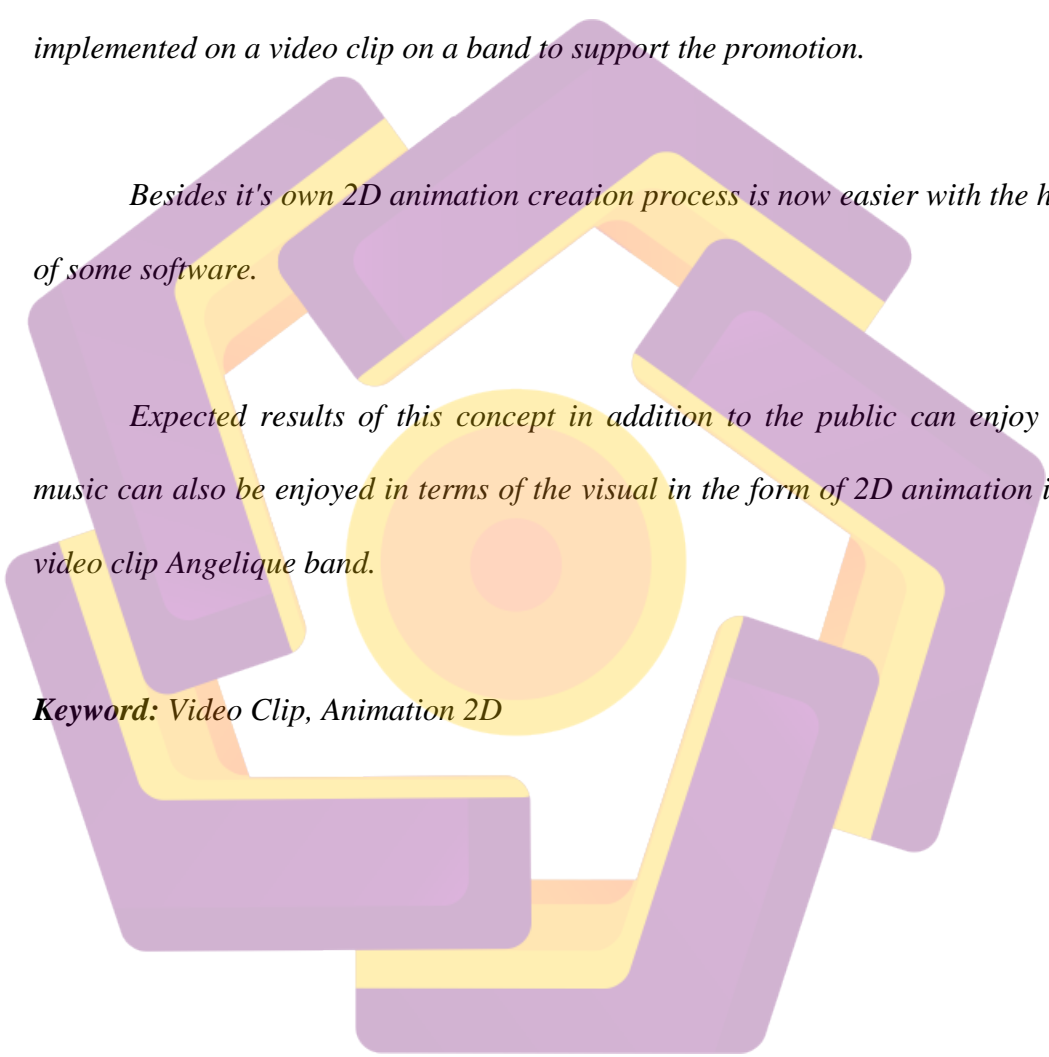 implemented on a video clip on a band to support the promotion.
Besides it's own 2D animation creation process is now easier with the
of some software.
Expected results of this concept in addition to the public can enjoy
music can also be enjoyed in terms of the visual in the form of 2D animation
video clip Angelique band.
Keyword: Video Clip, Animation 2D